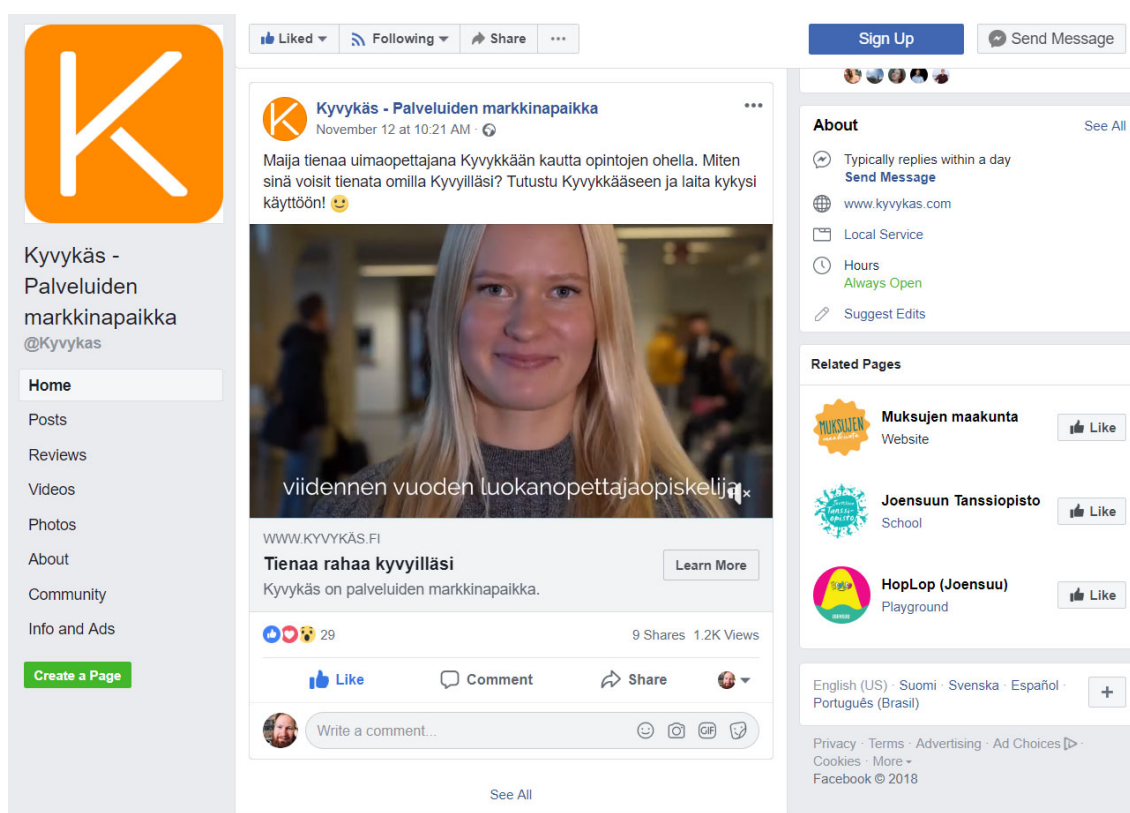 K
Kyvykäs -
Palveluiden
markkinapaikka
@Kyvykas
Home
Posts
Reviews
Videos
Photos
About
Community
Info and Ads
Create a Page
Liked
Following
Share
Sign Up
Send Message
Kyvykäs - Palveluiden markkinapaikka
November 12 at 10:21 AM ·
Maija tienaa uimaopettajana Kyvykkään kautta opintojen ohella. Miten
sinä voisit tienata omilla Kyvyilläsi? Tutustu Kyvykkääseen ja laita kykysi
käyttöön!
viidennen vuoden luokanopettajaopiskelija,
WWW.KYVYKÄS.FI
Tienaa rahaa kyvyilläsi
Kyvykäs on palveluiden markkinapaikka.
Learn More
29
9 Shares 1.2K Views
Like
Comment
Share
Write a comment...
GIF
See All
About
See All
Typically replies within a day
Send Message
www.kyvykas.com
Local Service
Hours
Always Open
Suggest Edits
Related Pages
MUKSUJEN
maakunta
Muksujen maakunta
Website
Like
Joensuun
Tanssi-
opisto
Joensuun Tanssiopisto
School
Like
HopLop (Joensuu)
Playground
Like
English (US) · Suomi · Svenska · Español ·
Português (Brasil)
Privacy · Terms · Advertising · Ad Choices ·
Cookies · More
Facebook © 2018